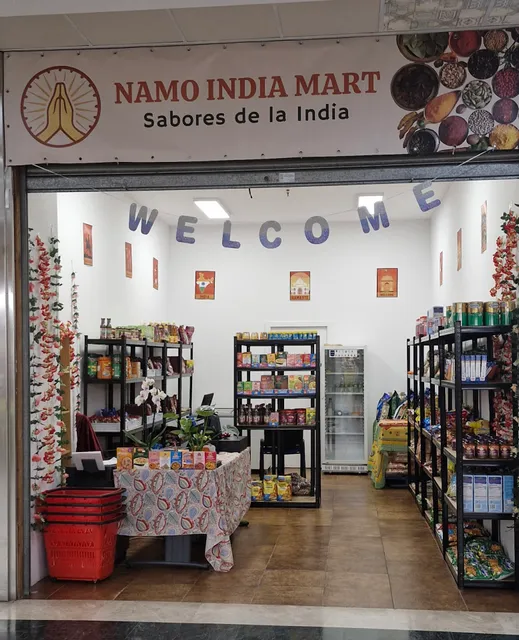 NAMO INDIA MART
Sabores de la India
WELCOME